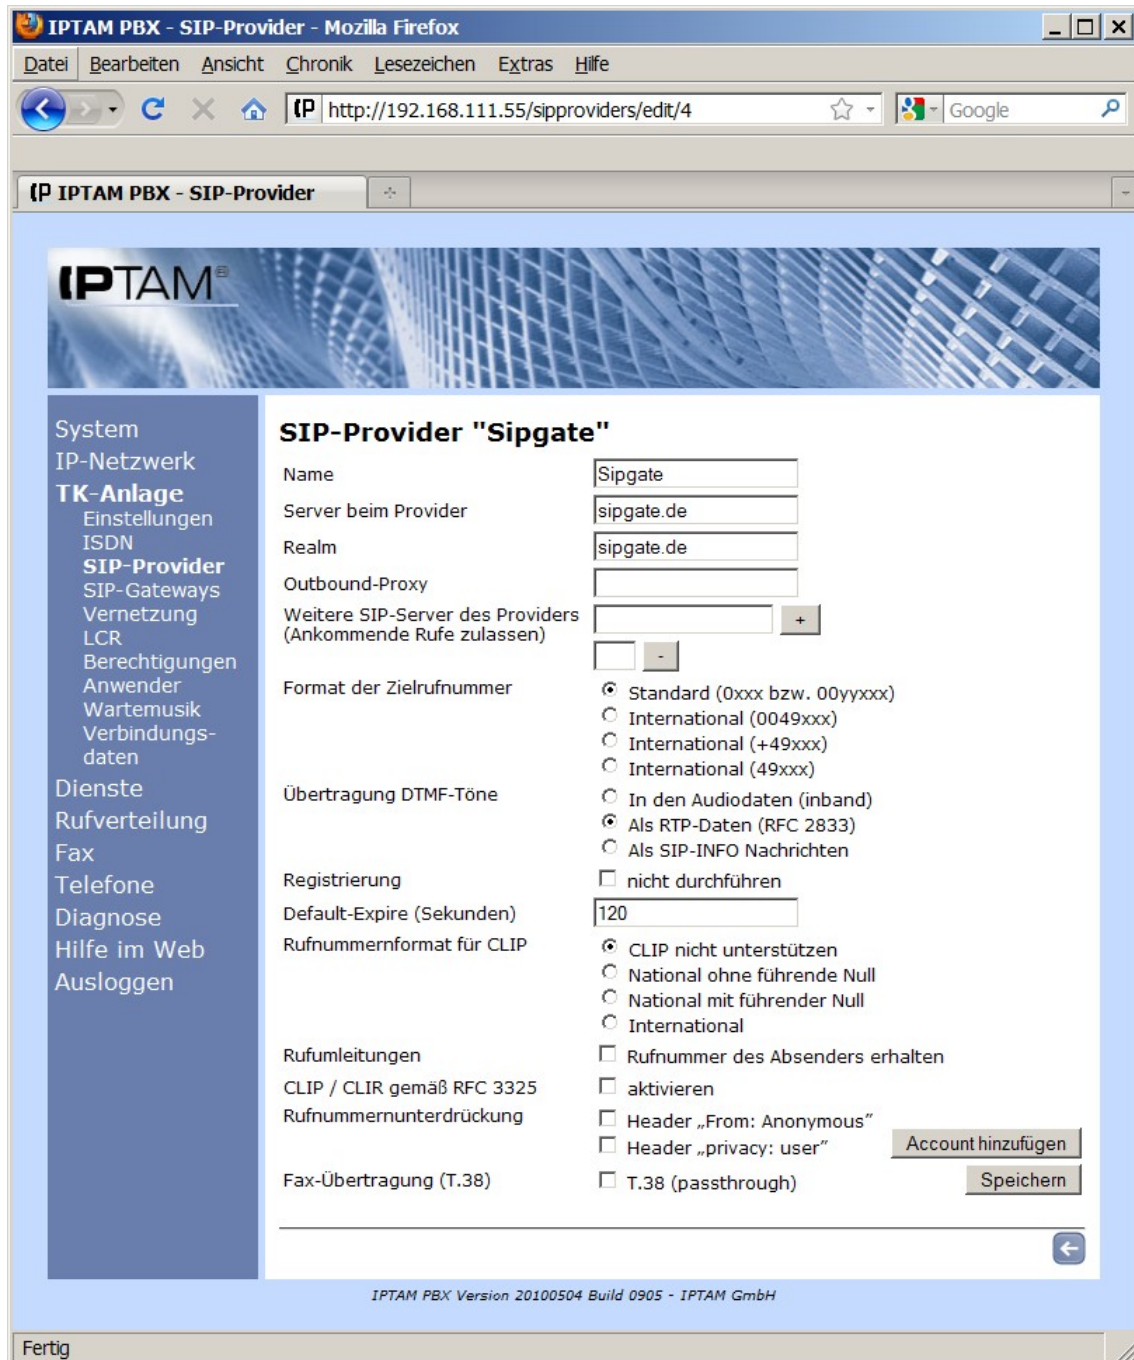 IPTAM PBX - SIP-Provider - Mozilla Firefox
Datei Bearbeiten Ansicht Chronik Lesezeichen Extras Hilfe
(P http://192.168.111.55/sipproviders/edit/4 Google
(P IPTAM PBX - SIP-Provider
IPTAM®
System
IP-Netzwerk
TK-Anlage
Einstellungen
ISDN
SIP-Provider
SIP-Gateways
Vernetzung
LCR
Berechtigungen
Anwender
Wartemusik
Verbindungs-
daten
Dienste
Rufverteilung
Fax
Telefone
Diagnose
Hilfe im Web
Ausloggen
SIP-Provider "Sipgate"
Name Sipgate
Server beim Provider sipgate.de
Realm sipgate.de
Outbound-Proxy
Weitere SIP-Server des Providers
(Ankommende Rufe zulassen)
+
-
Format der Zielrufnummer Standard (0xxx bzw. 00yyxxx)
International (0049xxx)
International (+49xxx)
International (49xxx)
Übertragung DTMF-Töne In den Audiodaten (inband)
Als RTP-Daten (RFC 2833)
Als SIP-INFO Nachrichten
Registrierung nicht durchführen
Default-Expire (Sekunden) 120
Rufnummernformat für CLIP CLIP nicht unterstützen
National ohne führende Null
National mit führender Null
International
Rufumleitungen Rufnummer des Absenders erhalten
CLIP / CLIR gemäß RFC 3325 aktivieren
Rufnummernunterdrückung Header „From: Anonymous”
Header „privacy: user” Account hinzufügen
Fax-Übertragung (T.38) T.38 (passthrough) Speichern
IPTAM PBX Version 20100504 Build 0905 - IPTAM GmbH
Fertig